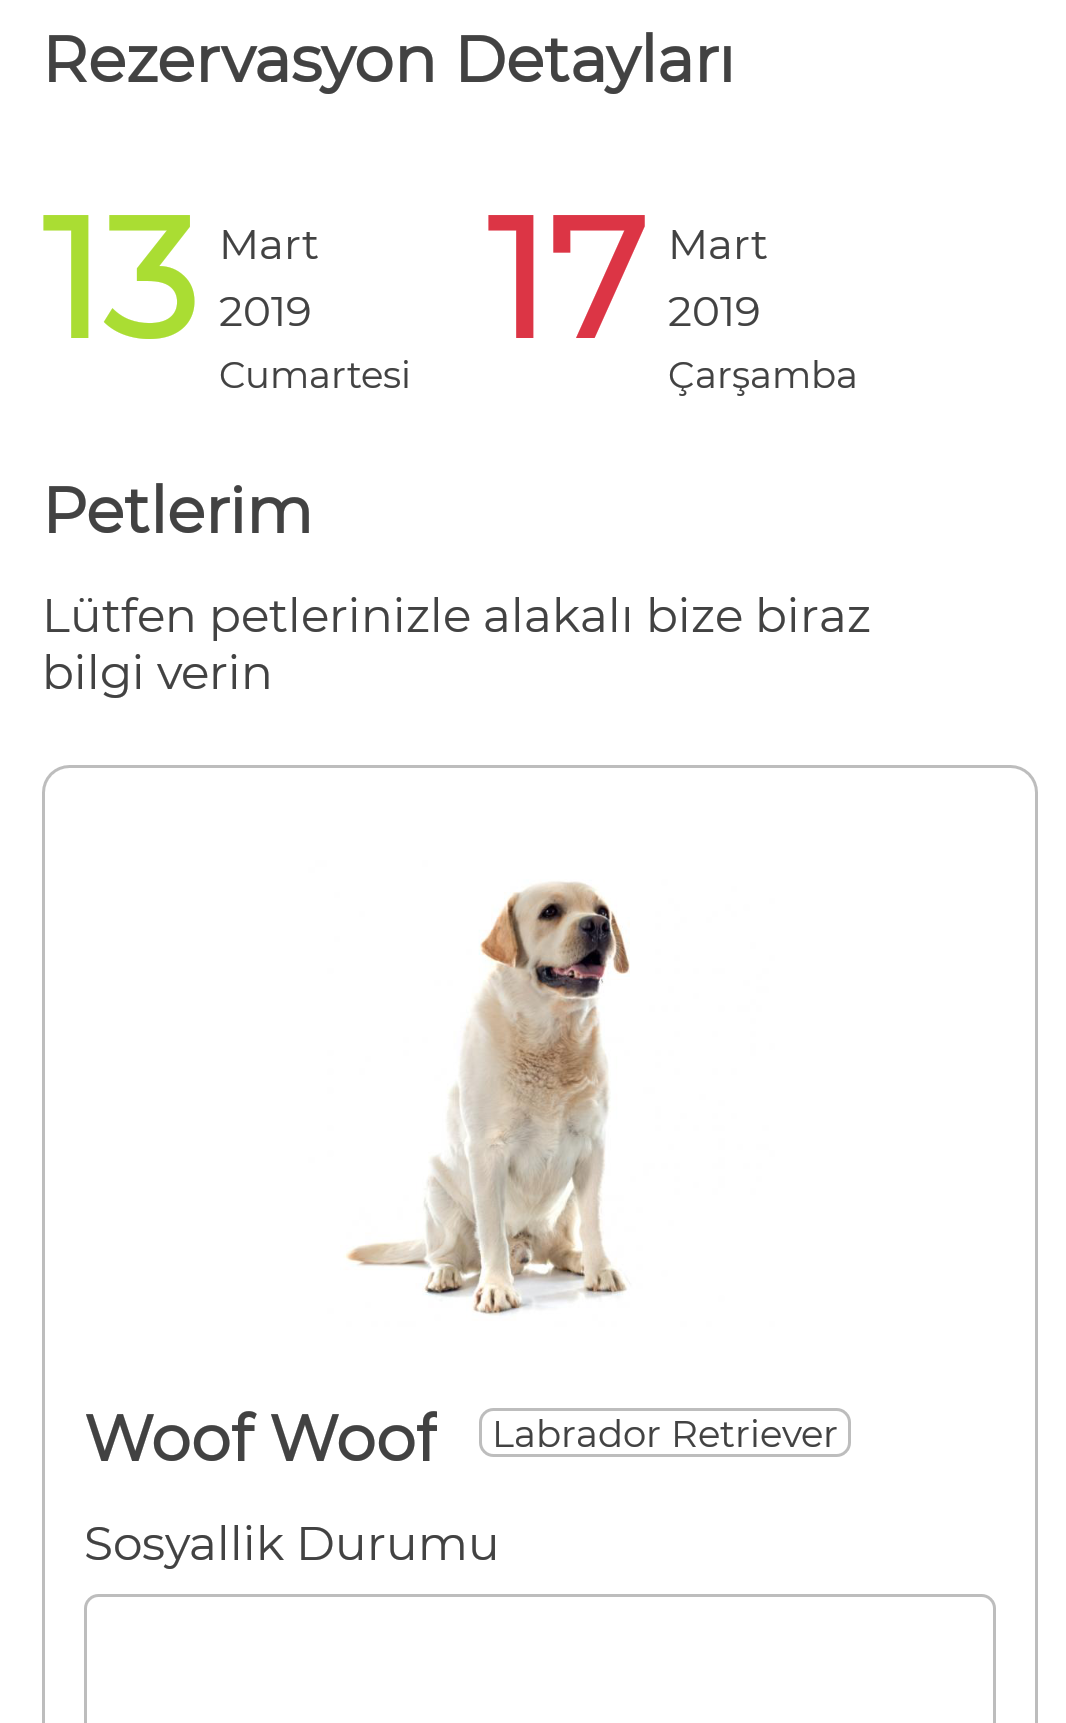 Rezervasyon Detayları
13 Mart 2019 Cumartesi
17 Mart 2019 Çarşamba
Petlerim
Lütfen petlerinizle alakalı bize biraz
bilgi verin
Woof Woof Labrador Retriever
Sosyallik Durumu